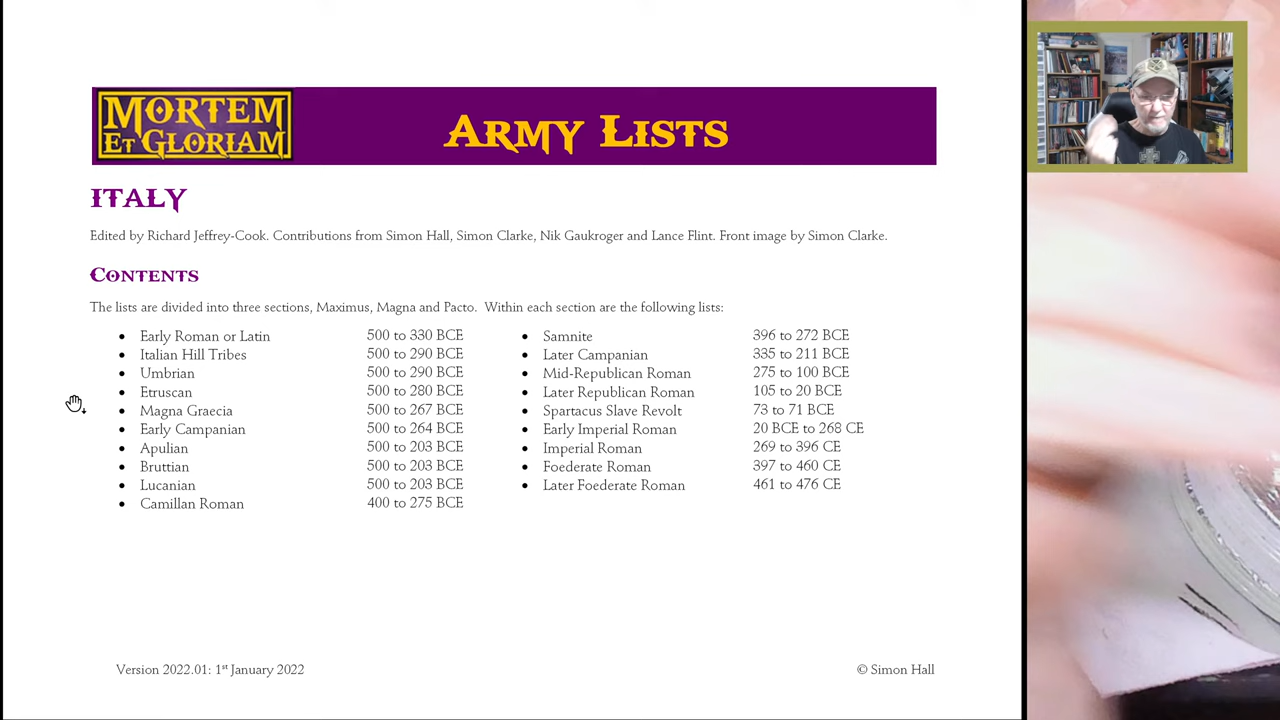 MORTEM
ET GLORIAM
ARMY LISTS
ITALY
Edited by Richard Jeffrey-Cook. Contributions from Simon Hall, Simon Clarke, Nik Gaukroger and Lance Flint. Front image by Simon Clarke.
CONTENTS
The lists are divided into three sections, Maximus, Magna and Pacto. Within each section are the following lists:
• Early Roman or Latin 500 to 330 BCE
• Italian Hill Tribes 500 to 290 BCE
• Umbrian 500 to 290 BCE
• Etruscan 500 to 280 BCE
• Magna Graecia 500 to 267 BCE
• Early Campanian 500 to 264 BCE
• Apulian 500 to 203 BCE
• Bruttian 500 to 203 BCE
• Lucanian 500 to 203 BCE
• Camillan Roman 400 to 275 BCE
• Samnite 396 to 272 BCE
• Later Campanian 335 to 211 BCE
• Mid-Republican Roman 275 to 100 BCE
• Later Republican Roman 105 to 20 BCE
• Spartacus Slave Revolt 73 to 71 BCE
• Early Imperial Roman 20 BCE to 268 CE
• Imperial Roman 269 to 396 CE
• Foederate Roman 397 to 460 CE
• Later Foederate Roman 461 to 476 CE
Version 2022.01: 1st January 2022
© Simon Hall